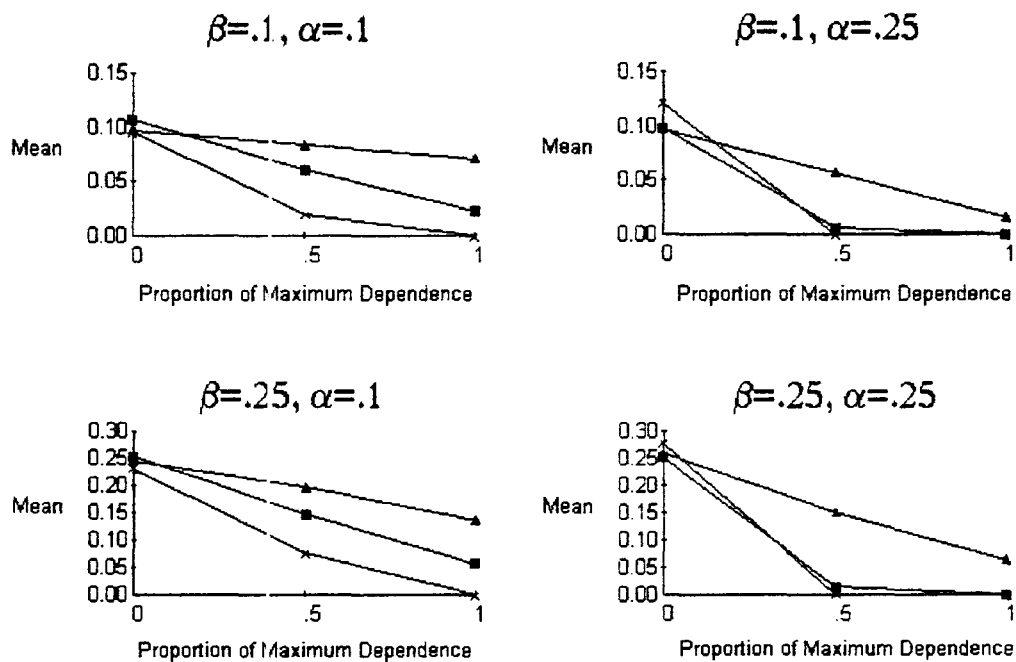 β=.1, α=.1
0.15
0.10
Mean
0.05
0.00
0 .5 1
Proportion of Maximum Dependence
β=.1, α=.25
0.15
0.10
Mean
0.05
0.00
0 .5 1
Proportion of Maximum Dependence
β=.25, α=.1
0.30
0.25
0.20
Mean
0.15
0.10
0.05
0.00
0 .5 1
Proportion of Maximum Dependence
β=.25, α=.25
0.30
0.25
0.20
Mean
0.15
0.10
0.05
0.00
0 .5 1
Proportion of Maximum Dependence